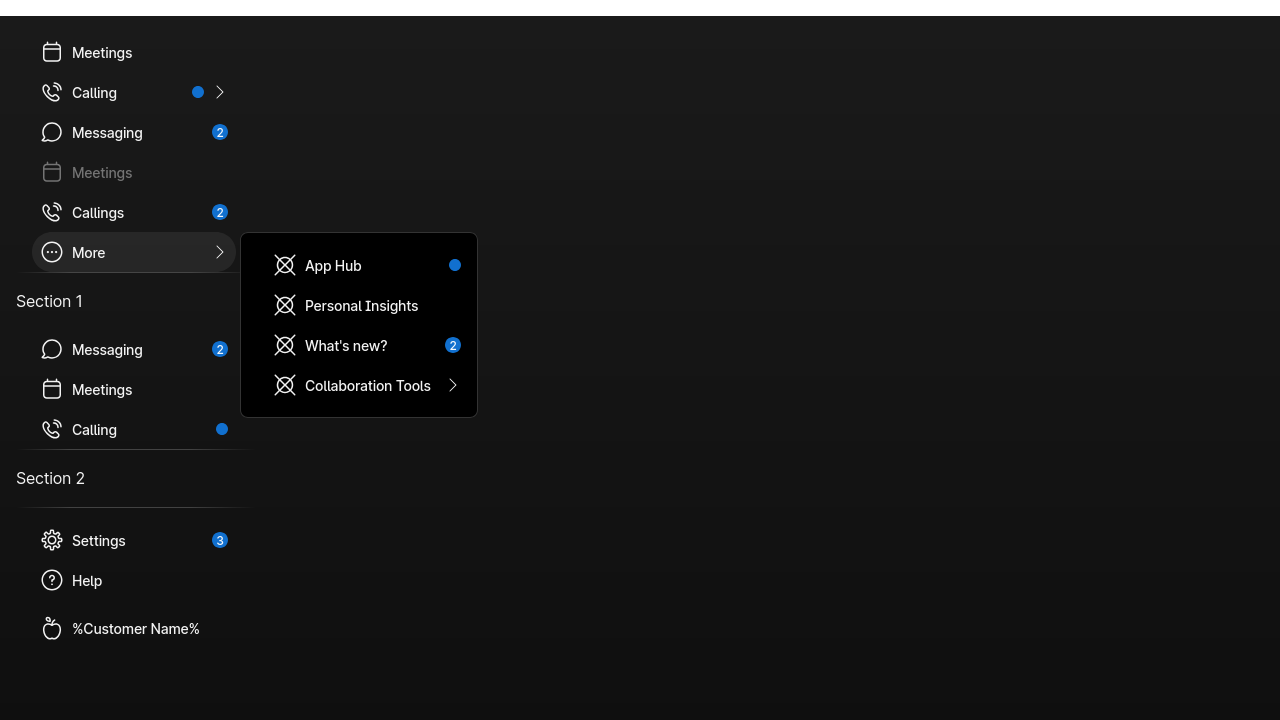 Meetings
Calling
Messaging 2
Meetings
Callings 2
More
App Hub
Personal Insights
What's new? 2
Collaboration Tools
Section 1
Messaging 2
Meetings
Calling
Section 2
Settings 3
Help
%Customer Name%